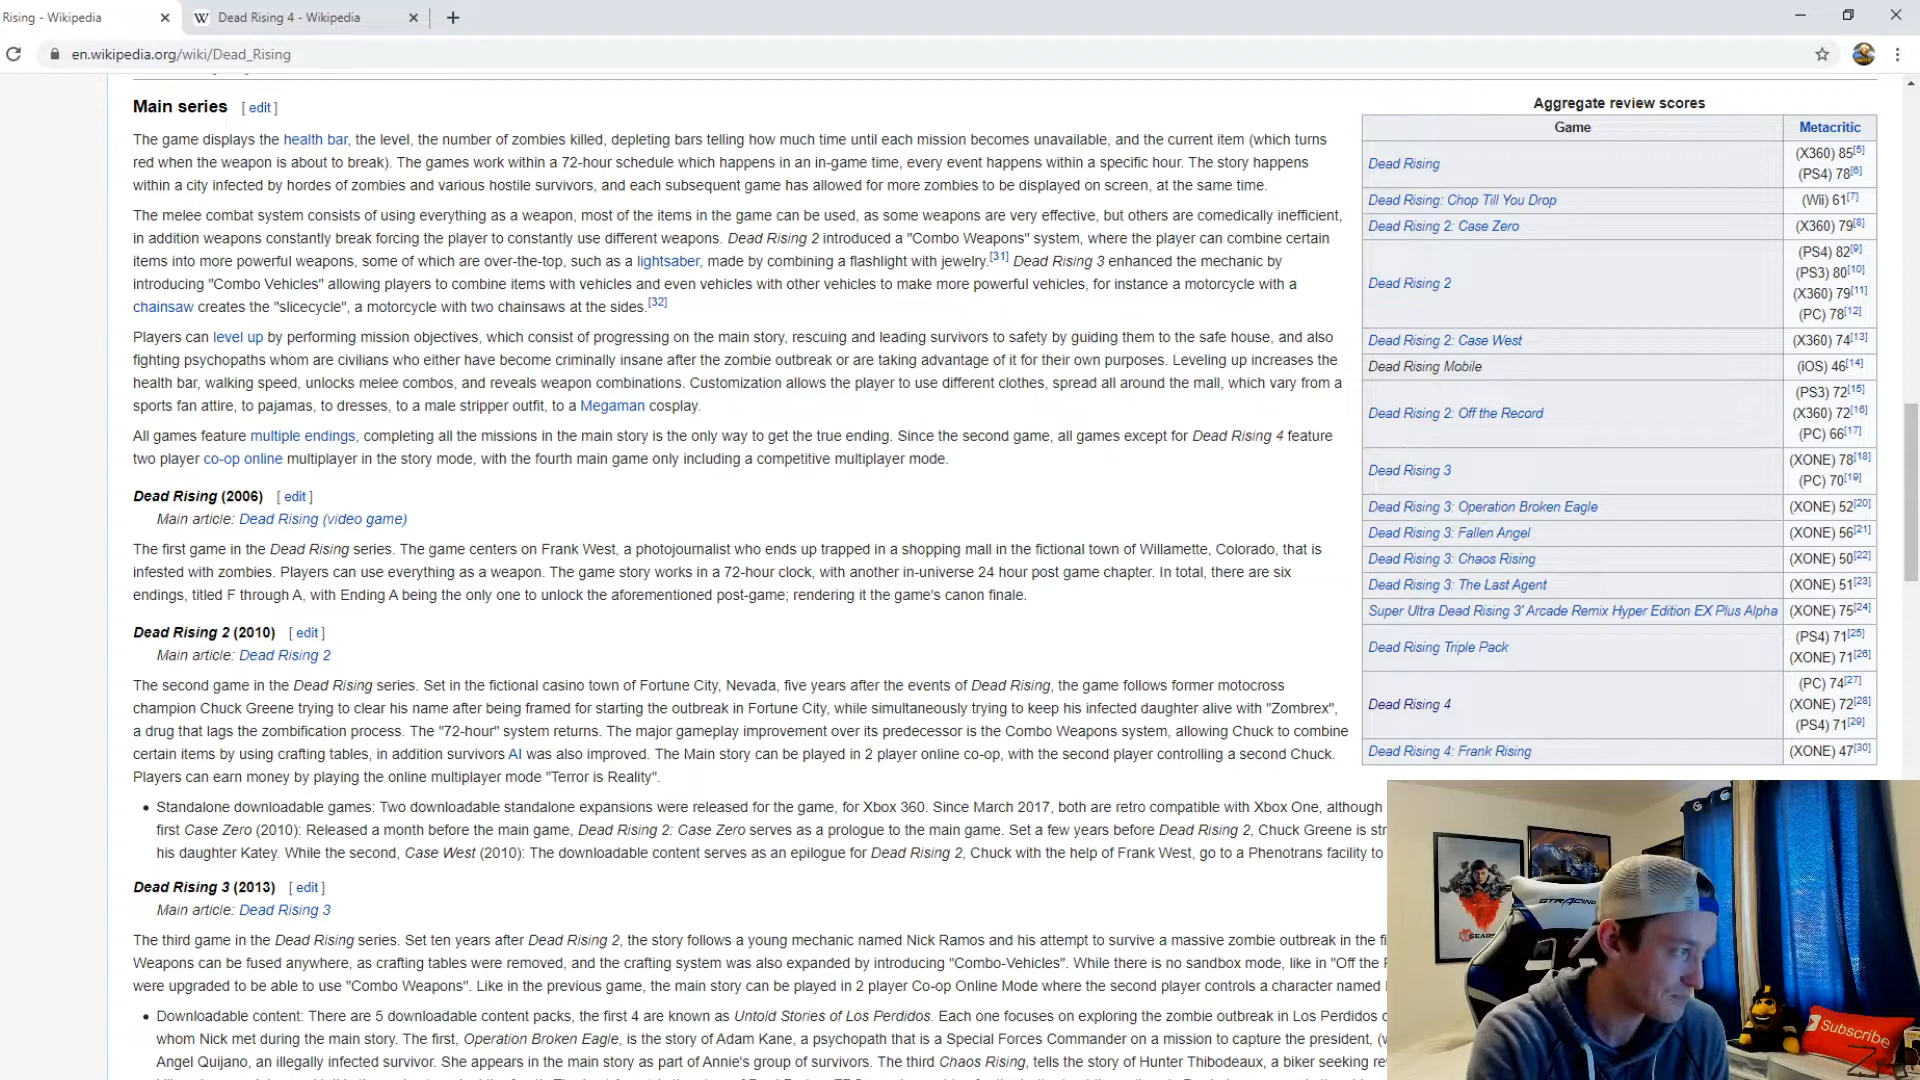 Rising - Wikipedia
W Dead Rising 4 - Wikipedia
en.wikipedia.org/wiki/Dead_Rising
Main series [ edit ]
The game displays the health bar, the level, the number of zombies killed, depleting bars telling how much time until each mission becomes unavailable, and the current item (which turns
red when the weapon is about to break). The games work within a 72-hour schedule which happens in an in-game time, every event happens within a specific hour. The story happens
within a city infected by hordes of zombies and various hostile survivors, and each subsequent game has allowed for more zombies to be displayed on screen, at the same time.
The melee combat system consists of using everything as a weapon, most of the items in the game can be used, as some weapons are very effective, but others are comedically inefficient,
in addition weapons constantly break forcing the player to constantly use different weapons. Dead Rising 2 introduced a "Combo Weapons" system, where the player can combine certain
items into more powerful weapons, some of which are over-the-top, such as a lightsaber, made by combining a flashlight with jewelry.[31] Dead Rising 3 enhanced the mechanic by
introducing "Combo Vehicles" allowing players to combine items with vehicles and even vehicles with other vehicles to make more powerful vehicles, for instance a motorcycle with a
chainsaw creates the "slicecycle", a motorcycle with two chainsaws at the sides.[32]
Players can level up by performing mission objectives, which consist of progressing on the main story, rescuing and leading survivors to safety by guiding them to the safe house, and also
fighting psychopaths whom are civilians who either have become criminally insane after the zombie outbreak or are taking advantage of it for their own purposes. Leveling up increases the
health bar, walking speed, unlocks melee combos, and reveals weapon combinations. Customization allows the player to use different clothes, spread all around the mall, which vary from a
sports fan attire, to pajamas, to dresses, to a male stripper outfit, to a Megaman cosplay.
All games feature multiple endings, completing all the missions in the main story is the only way to get the true ending. Since the second game, all games except for Dead Rising 4 feature
two player co-op online multiplayer in the story mode, with the fourth main game only including a competitive multiplayer mode.
Dead Rising (2006) [ edit ]
Main article: Dead Rising (video game)
The first game in the Dead Rising series. The game centers on Frank West, a photojournalist who ends up trapped in a shopping mall in the fictional town of Willamette, Colorado, that is
infested with zombies. Players can use everything as a weapon. The game story works in a 72-hour clock, with another in-universe 24 hour post game chapter. In total, there are six
endings, titled F through A, with Ending A being the only one to unlock the aforementioned post-game; rendering it the game's canon finale.
Dead Rising 2 (2010) [ edit ]
Main article: Dead Rising 2
The second game in the Dead Rising series. Set in the fictional casino town of Fortune City, Nevada, five years after the events of Dead Rising, the game follows former motocross
champion Chuck Greene trying to clear his name after being framed for starting the outbreak in Fortune City, while simultaneously trying to keep his infected daughter alive with "Zombrex",
a drug that lags the zombification process. The "72-hour" system returns. The major gameplay improvement over its predecessor is the Combo Weapons system, allowing Chuck to combine
certain items by using crafting tables, in addition survivors AI was also improved. The Main story can be played in 2 player online co-op, with the second player controlling a second Chuck.
Players can earn money by playing the online multiplayer mode "Terror is Reality".
• Standalone downloadable games: Two downloadable standalone expansions were released for the game, for Xbox 360. Since March 2017, both are retro compatible with Xbox One, although
first Case Zero (2010): Released a month before the main game, Dead Rising 2: Case Zero serves as a prologue to the main game. Set a few years before Dead Rising 2, Chuck Greene is str
his daughter Katey. While the second, Case West (2010): The downloadable content serves as an epilogue for Dead Rising 2, Chuck with the help of Frank West, go to a Phenotrans facility to
Dead Rising 3 (2013) [ edit ]
Main article: Dead Rising 3
The third game in the Dead Rising series. Set ten years after Dead Rising 2, the story follows a young mechanic named Nick Ramos and his attempt to survive a massive zombie outbreak in the fi
Weapons can be fused anywhere, as crafting tables were removed, and the crafting system was also expanded by introducing "Combo-Vehicles". While there is no sandbox mode, like in "Off the R
were upgraded to be able to use "Combo Weapons". Like in the previous game, the main story can be played in 2 player Co-op Online Mode where the second player controls a character named
• Downloadable content: There are 5 downloadable content packs, the first 4 are known as Untold Stories of Los Perdidos. Each one focuses on exploring the zombie outbreak in Los Perdidos
whom Nick met during the main story. The first, Operation Broken Eagle, is the story of Adam Kane, a psychopath that is a Special Forces Commander on a mission to capture the president,
Angel Quijano, an illegally infected survivor. She appears in the main story as part of Annie's group of survivors. The third Chaos Rising, tells the story of Hunter Thibodeaux, a biker seeking
Aggregate review scores
Game Metacritic
Dead Rising (X360) 85[5]
(PS4) 78[6]
Dead Rising: Chop Till You Drop (Wii) 61[7]
Dead Rising 2: Case Zero (X360) 79[8]
Dead Rising 2 (PS4) 82[9]
(PS3) 80[10]
(X360) 79[11]
(PC) 78[12]
Dead Rising 2: Case West (X360) 74[13]
Dead Rising Mobile (iOS) 46[14]
Dead Rising 2: Off the Record (PS3) 72[15]
(X360) 72[16]
(PC) 66[17]
Dead Rising 3 (XONE) 78[18]
(PC) 70[19]
Dead Rising 3: Operation Broken Eagle (XONE) 52[20]
Dead Rising 3: Fallen Angel (XONE) 56[21]
Dead Rising 3: Chaos Rising (XONE) 50[22]
Dead Rising 3: The Last Agent (XONE) 51[23]
Super Ultra Dead Rising 3' Arcade Remix Hyper Edition EX Plus Alpha (XONE) 75[24]
Dead Rising Triple Pack (PS4) 71[25]
(XONE) 71[26]
Dead Rising 4 (PC) 74[27]
(XONE) 72[28]
(PS4) 71[29]
Dead Rising 4: Frank Rising (XONE) 47[30]
GTRACING
GEARS
Subscribe